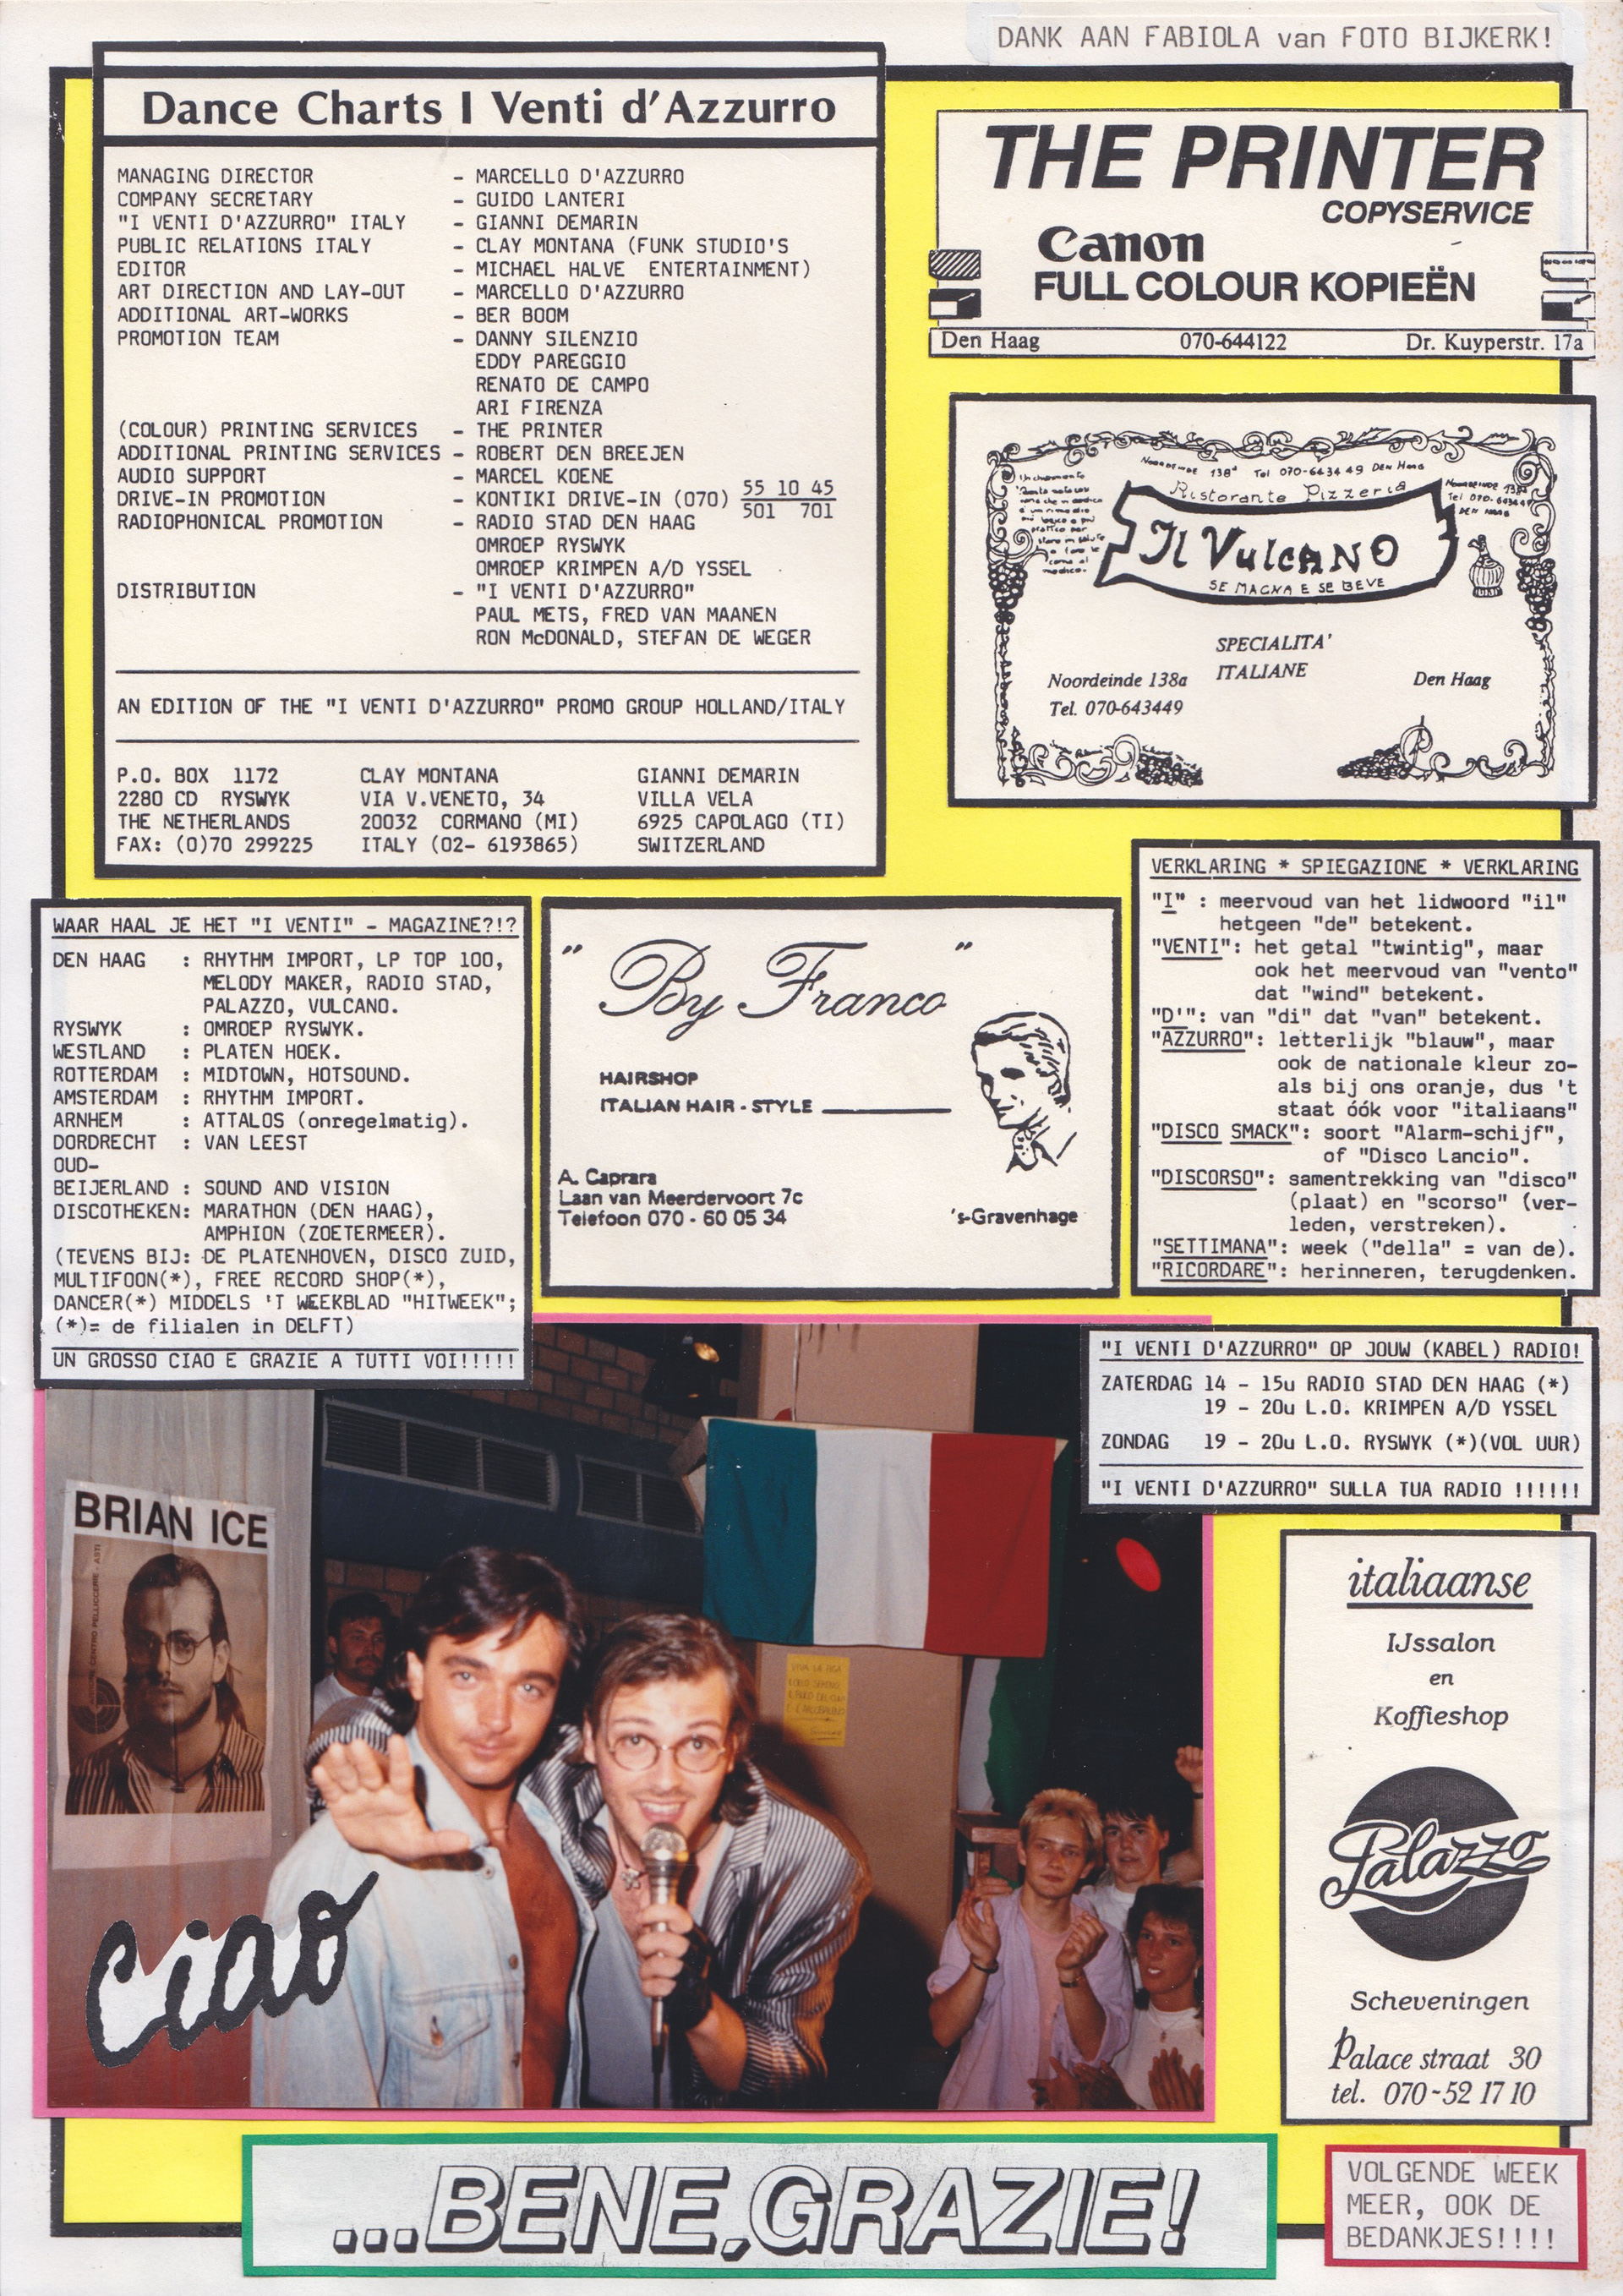 DANK AAN FABIOLA van FOTO BIJKERK!
Dance Charts I Venti d'Azzurro
MANAGING DIRECTOR - MARCELLO D'AZZURRO
COMPANY SECRETARY - GUIDO LANTERI
"I VENTI D'AZZURRO" ITALY - GIANNI DEMARIN
PUBLIC RELATIONS ITALY - CLAY MONTANA (FUNK STUDIO'S
EDITOR - MICHAEL HALVE ENTERTAINMENT)
ART DIRECTION AND LAY-OUT - MARCELLO D'AZZURRO
ADDITIONAL ART-WORKS - BER BOOM
PROMOTION TEAM - DANNY SILENZIO
EDDY PAREGGIO
RENATO DE CAMPO
ARI FIRENZA
(COLOUR) PRINTING SERVICES - THE PRINTER
ADDITIONAL PRINTING SERVICES - ROBERT DEN BREEJEN
AUDIO SUPPORT - MARCEL KOENE
DRIVE-IN PROMOTION - KONTIKI DRIVE-IN (070) 55 10 45
501 701
RADIOPHONICAL PROMOTION - RADIO STAD DEN HAAG
OMROEP RYSWYK
OMROEP KRIMPEN A/D YSSEL
DISTRIBUTION - "I VENTI D'AZZURRO"
PAUL METS, FRED VAN MAANEN
RON McDONALD, STEFAN DE WEGER
AN EDITION OF THE "I VENTI D'AZZURRO" PROMO GROUP HOLLAND/ITALY
P.O. BOX 1172
2280 CD RYSWYK
THE NETHERLANDS
FAX: (0)70 299225
CLAY MONTANA
VIA V.VENETO, 34
20032 CORMANO (MI)
ITALY (02- 6193865)
GIANNI DEMARIN
VILLA VELA
6925 CAPOLAGO (TI)
SWITZERLAND
THE PRINTER
COPYSERVICE
Canon
FULL COLOUR KOPIEËN
Den Haag 070-644122 Dr. Kuyperstr. 17a
Noordeinde 138a Tel 070-643449 Den Haag
Ristorante Pizzeria
Noordeinde 138a
Tel 070-643449
Den Haag
Il Vulcano
SE MAGNA E SE BEVE
SPECIALITA'
ITALIANE
Noordeinde 138a
Tel. 070-643449
Den Haag
WAAR HAAL JE HET "I VENTI" - MAGAZINE?!?
DEN HAAG : RHYTHM IMPORT, LP TOP 100,
MELODY MAKER, RADIO STAD,
PALAZZO, VULCANO.
RYSWYK : OMROEP RYSWYK.
WESTLAND : PLATEN HOEK.
ROTTERDAM : MIDTOWN, HOTSOUND.
AMSTERDAM : RHYTHM IMPORT.
ARNHEM : ATTALOS (onregelmatig).
DORDRECHT : VAN LEEST
OUD-
BEIJERLAND : SOUND AND VISION
DISCOTHEKEN: MARATHON (DEN HAAG),
AMPHION (ZOETERMEER).
(TEVENS BIJ: DE PLATENHOVEN, DISCO ZUID,
MULTIFOON(*), FREE RECORD SHOP(*),
DANCER(*) MIDDELS 'T WEEKBLAD "HITWEEK";
(*)= de filialen in DELFT)
UN GROSSO CIAO E GRAZIE A TUTTI VOI!!!!!
" By Franco "
HAIRSHOP
ITALIAN HAIR - STYLE
A. Caprara
Laan van Meerdervoort 7c
Telefoon 070 - 60 05 34
's-Gravenhage
VERKLARING * SPIEGAZIONE * VERKLARING
"I" : meervoud van het lidwoord "il"
hetgeen "de" betekent.
"VENTI": het getal "twintig", maar
ook het meervoud van "vento"
dat "wind" betekent.
"D'": van "di" dat "van" betekent.
"AZZURRO": letterlijk "blauw", maar
ook de nationale kleur zo-
als bij ons oranje, dus 't
staat óók voor "italiaans"
"DISCO SMACK": soort "Alarm-schijf",
of "Disco Lancio".
"DISCORSO": samentrekking van "disco"
(plaat) en "scorso" (ver-
leden, verstreken).
"SETTIMANA": week ("della" = van de).
"RICORDARE": herinneren, terugdenken.
"I VENTI D'AZZURRO" OP JOUW (KABEL) RADIO!
ZATERDAG 14 - 15u RADIO STAD DEN HAAG (*)
19 - 20u L.O. KRIMPEN A/D YSSEL
ZONDAG 19 - 20u L.O. RYSWYK (*)(VOL UUR)
"I VENTI D'AZZURRO" SULLA TUA RADIO !!!!!!
BRIAN ICE
Ciao
italiaanse
IJssalon
en
Koffieshop
Palazzo
Scheveningen
Palace straat 30
tel. 070-52 17 10
...BENE,GRAZIE!
VOLGENDE WEEK
MEER, OOK DE
BEDANKJES!!!!